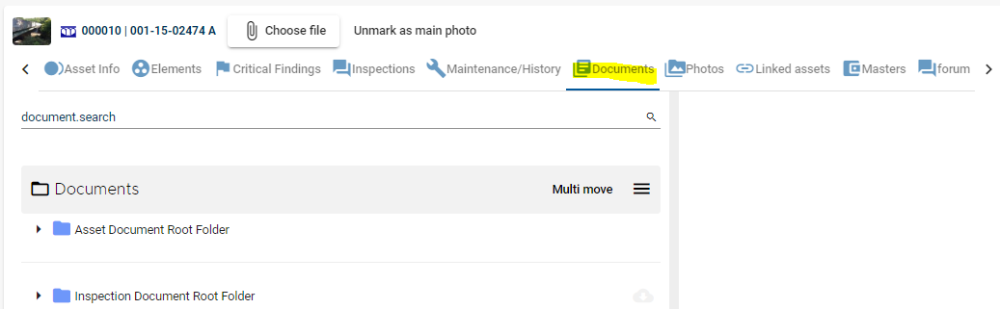 000010 | 001-15-02474 A Choose file Unmark as main photo
Asset Info Elements Critical Findings Inspections Maintenance/History Documents Photos Linked assets Masters forum
document.search
Documents Multi move
Asset Document Root Folder
Inspection Document Root Folder